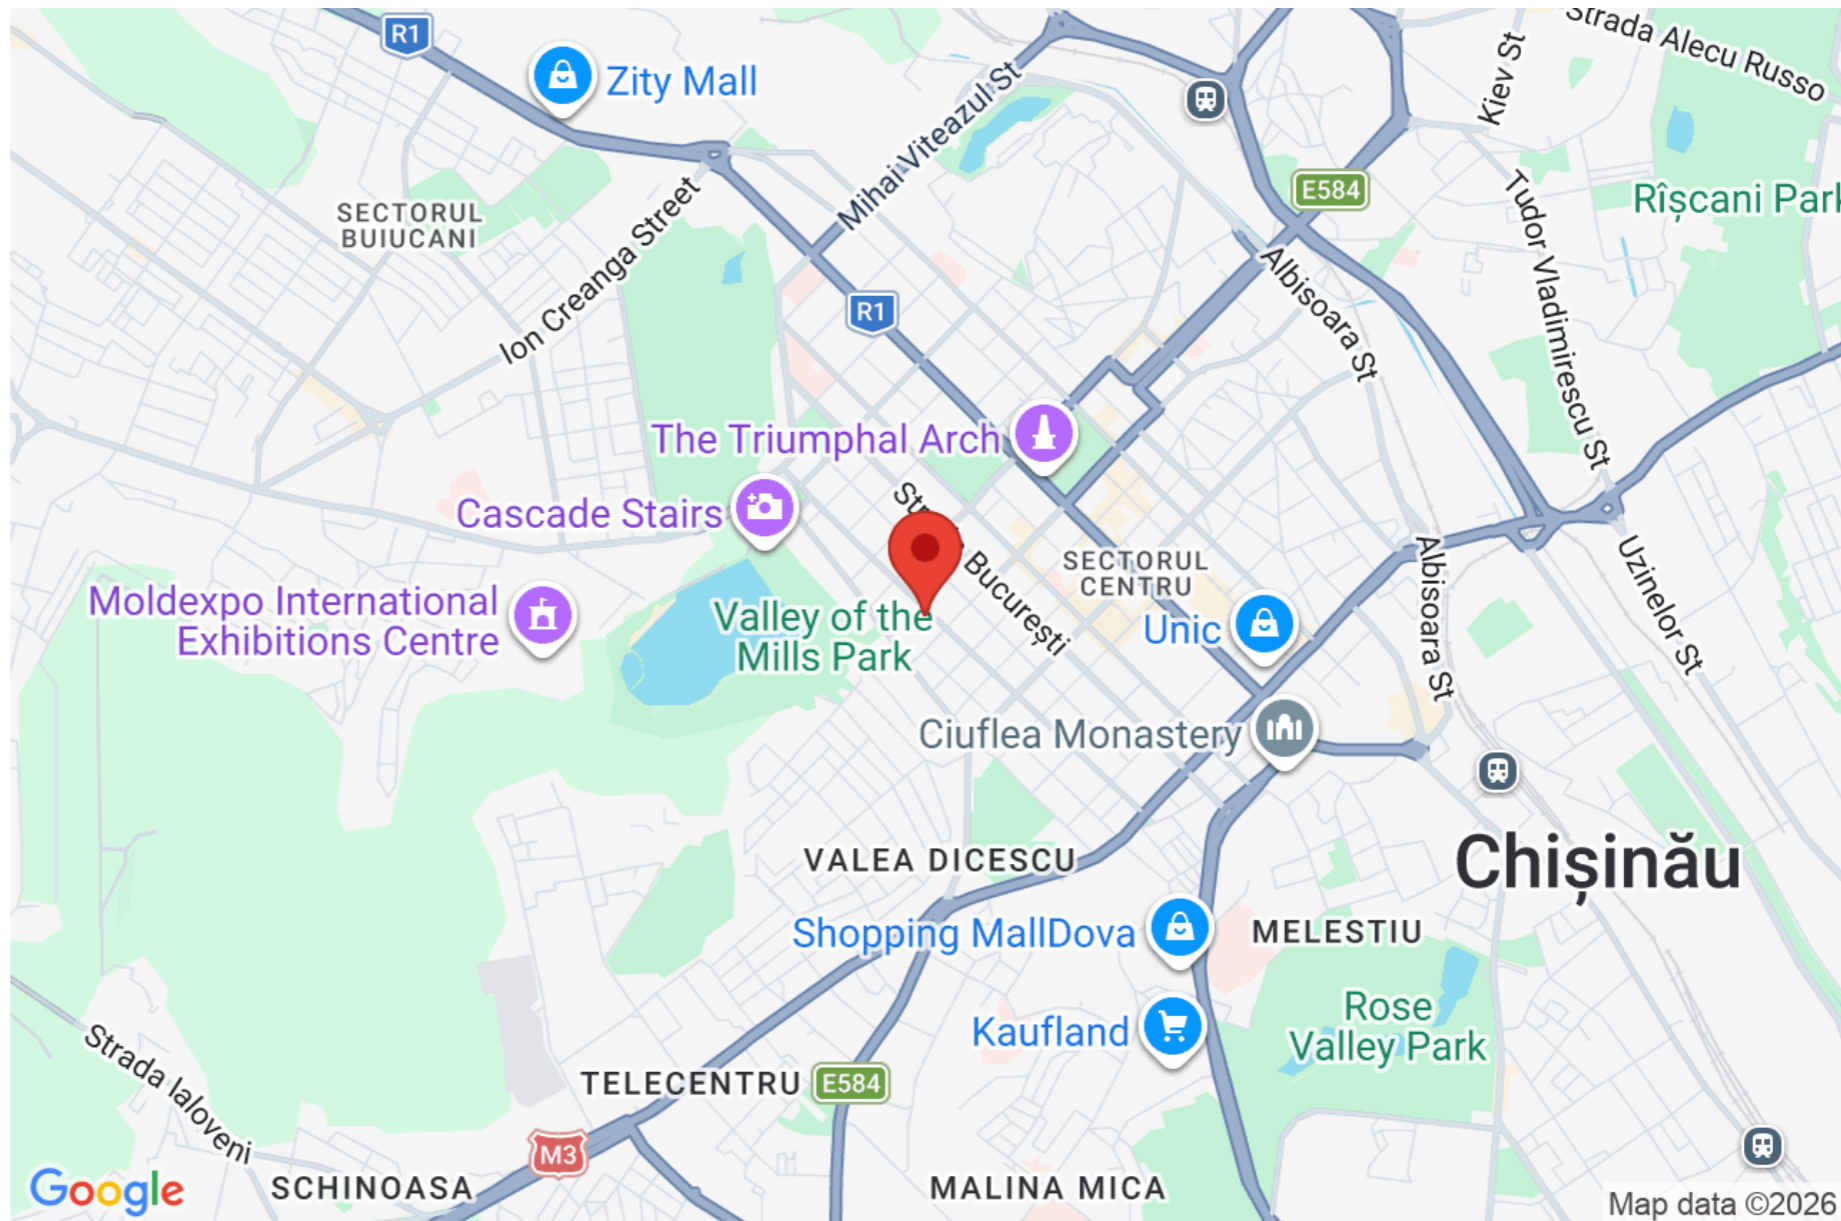 Strada Alecu Russo
R1
Zity Mall
Kiev St
Mihai Viteazul St
E584
Rîșcani Park
SECTORUL
BUIUCANI
Ion Creanga Street
Tudor Vladimirescu St
Albisoara St
R1
The Triumphal Arch
Cascade Stairs
București
SECTORUL
CENTRU
Albisoara St
Uzinelor St
Moldexpo International
Exhibitions Centre
Valley of the
Mills Park
Unic
Ciuflea Monastery
Chișinău
VALEA DICESCU
Shopping MallDova
MELESTIU
Kaufland
Rose
Valley Park
Strada Ialoveni
TELECENTRU
E584
M3
SCHINOASA
MALINA MICA
Google
Map data ©2026